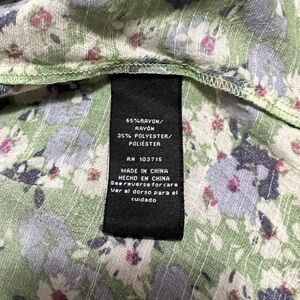 65%RAYON/
RAYÓN
35% POLYESTER/
POLIÉSTER
RN 103715
MADE IN CHINA
HECHO EN CHINA
See reverse for care
Ver al dorso para el
cuidado